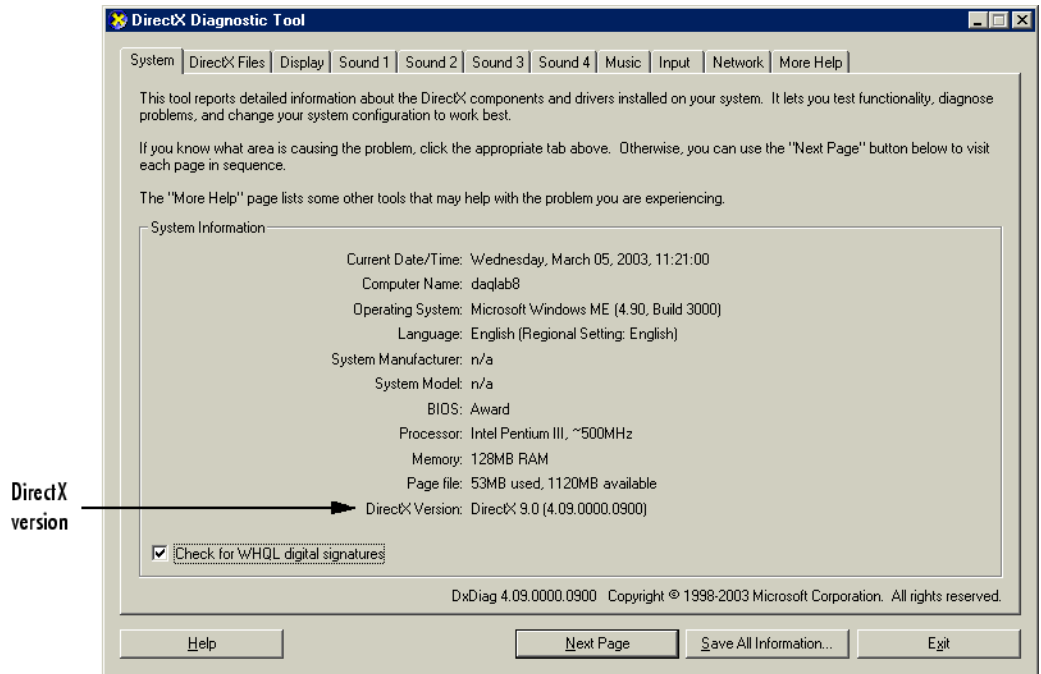 DirectX Diagnostic Tool
System DirectX Files Display Sound 1 Sound 2 Sound 3 Sound 4 Music Input Network More Help
This tool reports detailed information about the DirectX components and drivers installed on your system. It lets you test functionality, diagnose
problems, and change your system configuration to work best.
If you know what area is causing the problem, click the appropriate tab above. Otherwise, you can use the "Next Page" button below to visit
each page in sequence.
The "More Help" page lists some other tools that may help with the problem you are experiencing.
System Information
Current Date/Time: Wednesday, March 05, 2003, 11:21:00
Computer Name: daqlab8
Operating System: Microsoft Windows ME (4.90, Build 3000)
Language: English (Regional Setting: English)
System Manufacturer: n/a
System Model: n/a
BIOS: Award
Processor: Intel Pentium III, ~500MHz
Memory: 128MB RAM
Page file: 53MB used, 1120MB available
DirectX Version: DirectX 9.0 (4.09.0000.0900)
DirectX
version
Check for WHQL digital signatures
DxDiag 4.09.0000.0900 Copyright © 1998-2003 Microsoft Corporation. All rights reserved.
Help Next Page Save All Information... Exit